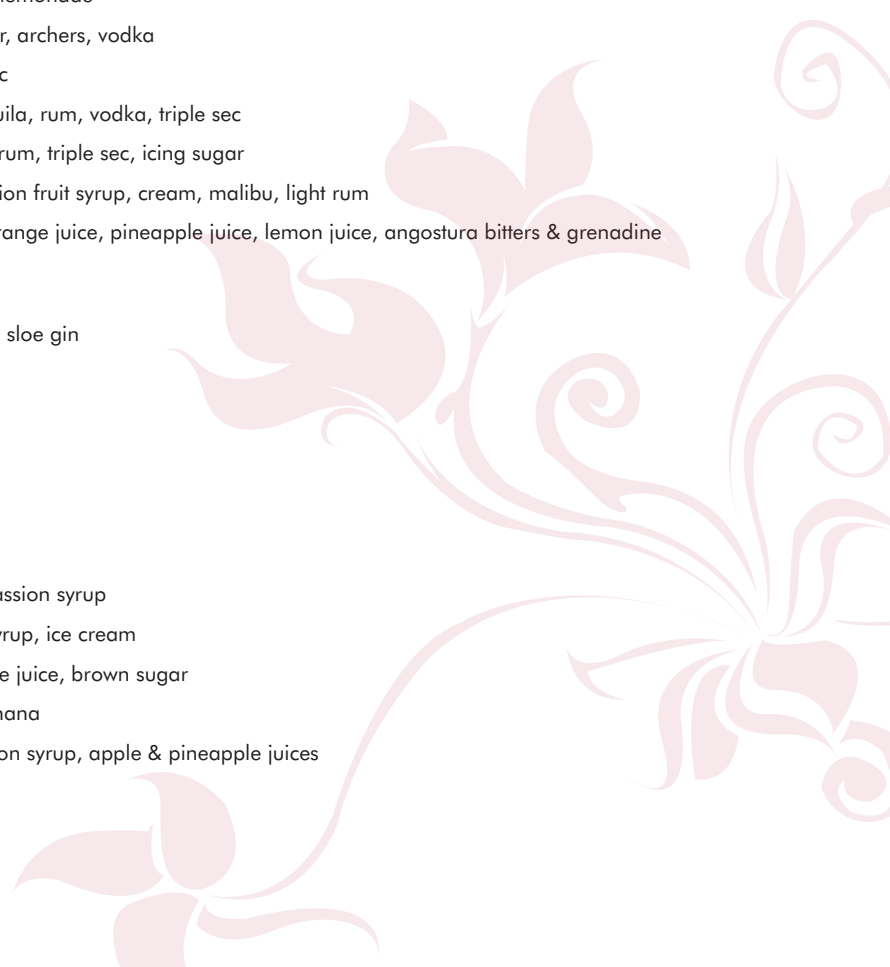 r, archers, vodka
c
uila, rum, vodka, triple sec
rum, triple sec, icing sugar
ion fruit syrup, cream, malibu, light rum
range juice, pineapple juice, lemon juice, angostura bitters & grenadine
sloe gin
assion syrup
yrup, ice cream
e juice, brown sugar
nana
on syrup, apple & pineapple juices